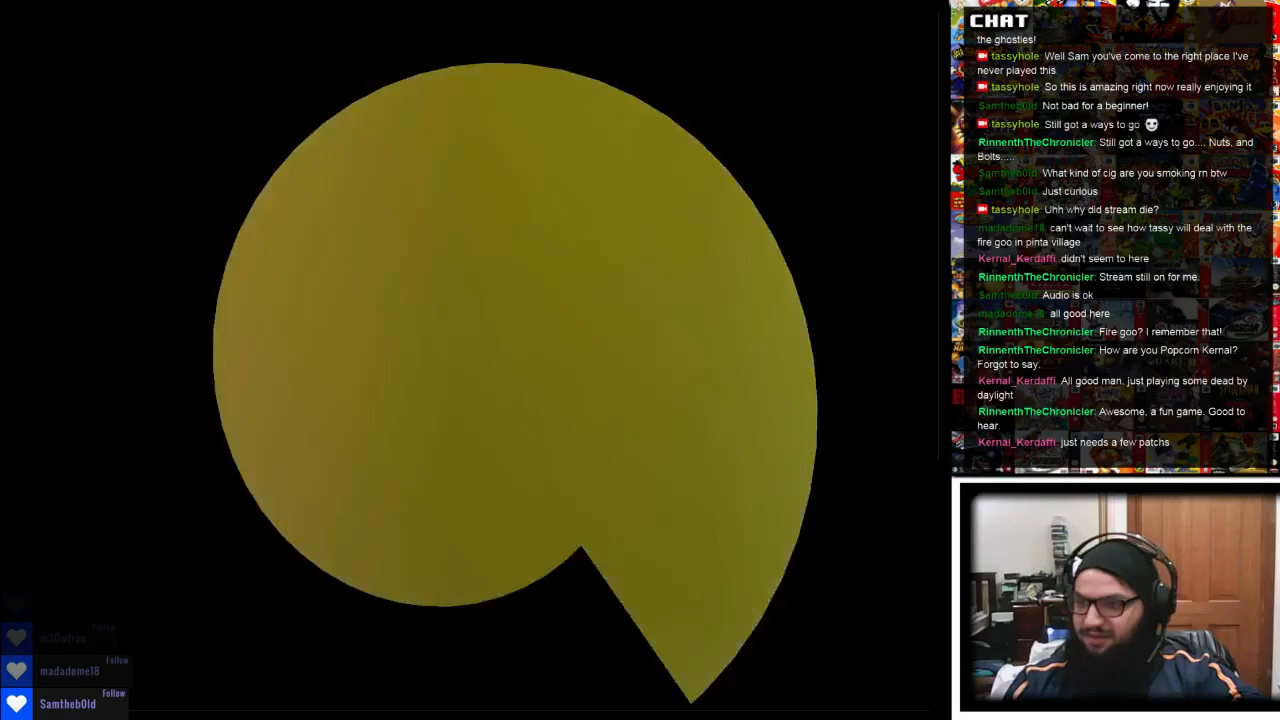 CHAT
the ghosties!
tassyhole: Well Sam you've come to the right place I've
never played this
tassyhole: So this is amazing right now really enjoying it
Samtheb0ld: Not bad for a beginner!
tassyhole: Still got a ways to go
RinnenthTheChronicler: Still got a ways to go.... Nuts, and
Bolts.....
Samtheb0ld: What kind of cig are you smoking rn btw
Samtheb0ld: Just curious
tassyhole: Uhh why did stream die?
madadome18: can't wait to see how tassy will deal with the
fire goo in pinta village
Kernal_Kerdaffi: didn't seem to here
RinnenthTheChronicler: Stream still on for me.
Samtheb0ld: Audio is ok
madadome18: all good here
RinnenthTheChronicler: Fire goo? I remember that!
RinnenthTheChronicler: How are you Popcorn Kernal?
Forgot to say.
Kernal_Kerdaffi: All good man, just playing some dead by
daylight
RinnenthTheChronicler: Awesome, a fun game. Good to
hear.
Kernal_Kerdaffi: just needs a few patchs
Follow
Follow
madadome18
Follow
Samtheb0ld